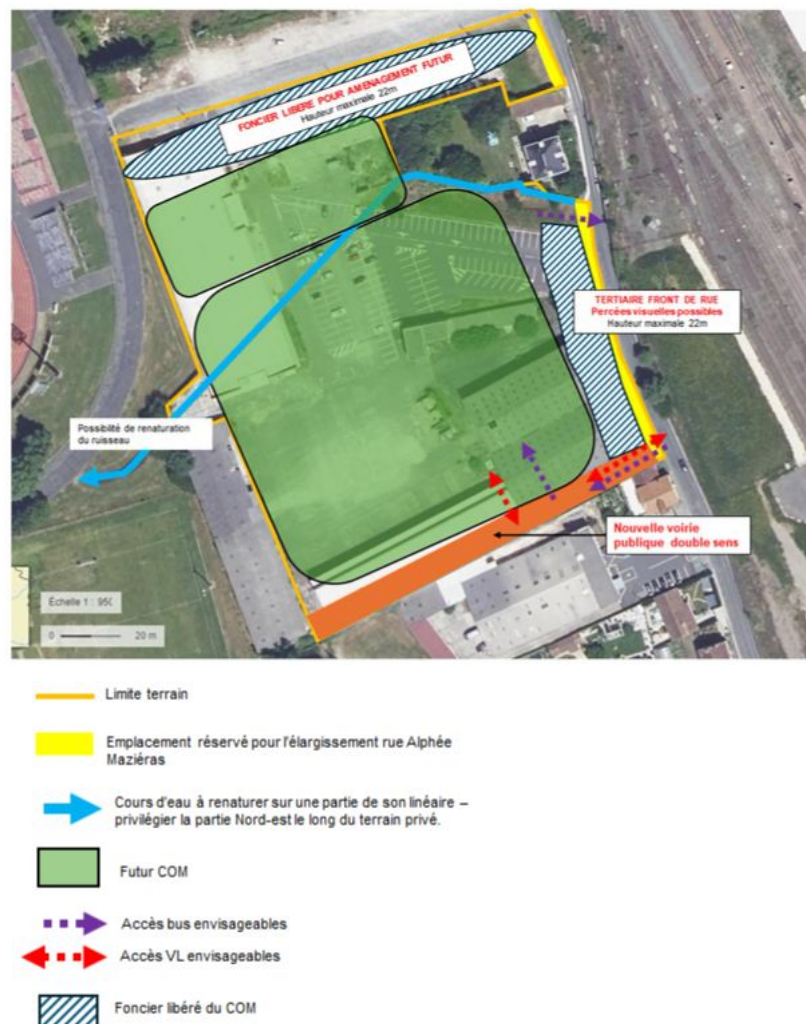 FONCIER LIBERE POUR AMENAGEMENT FUTUR
Hauteur maximale 22m
TERTIAIRE FRONT DE RUE
Percées visuelles possibles
Hauteur maximale 22m
Possibilité de renaturation
du ruisseau
Nouvelle voirie
publique double sens
Échelle 1 : 950
0 20 m
Limite terrain
Emplacement réservé pour l'élargissement rue Alphée
Maziéras
Cours d'eau à renaturer sur une partie de son linéaire –
privilégier la partie Nord-est le long du terrain privé.
Futur COM
Accès bus envisageables
Accès VL envisageables
Foncier libéré du COM